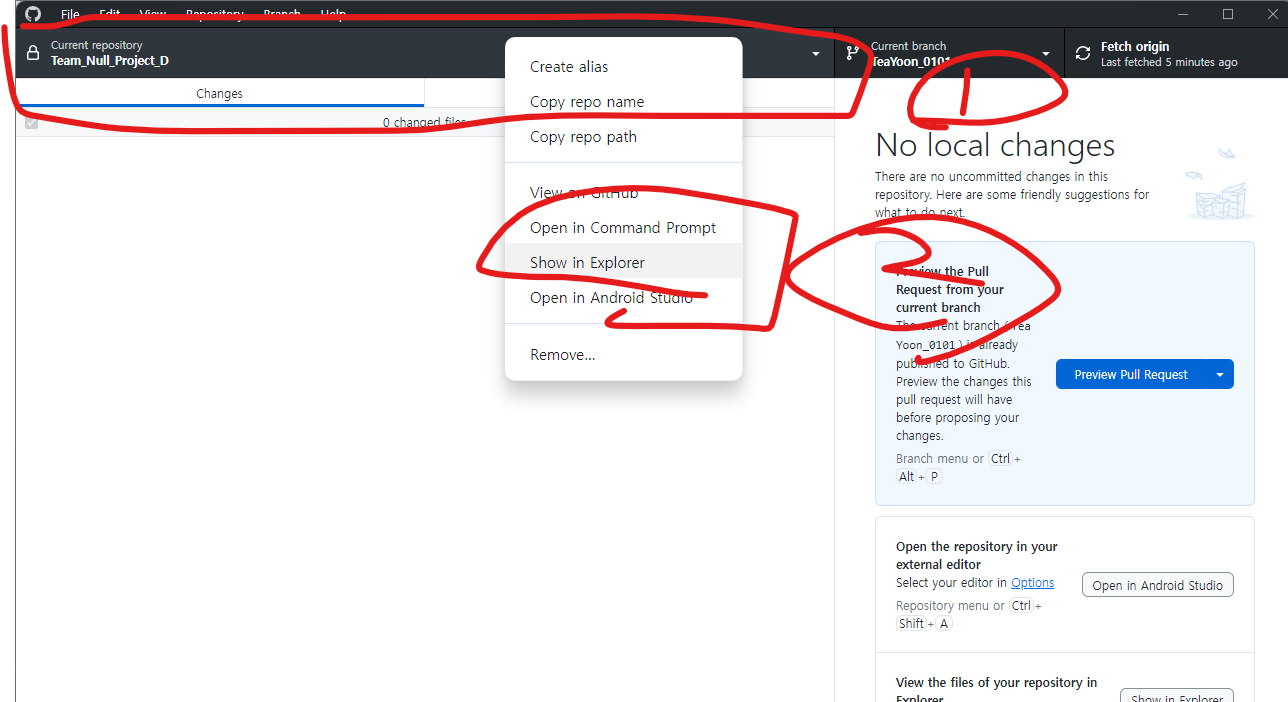 File Edit View Repository Branch Help
Current repository
Team_Null_Project_D
Current branch
TeaYoon_0101
Fetch origin
Last fetched 5 minutes ago
1
Changes
0 changed files
Create alias
Copy repo name
Copy repo path
View on GitHub
Open in Command Prompt
Show in Explorer
Open in Android Studio
Remove...
2
No local changes
There are no uncommitted changes in this
repository. Here are some friendly suggestions for
what to do next.
Preview the Pull
Request from your
current branch
The current branch (Tea
Yoon_0101) is already
published to GitHub.
Preview the changes this
pull request will have
before proposing your
changes.
Branch menu or Ctrl +
Alt + P
Preview Pull Request
Open the repository in your
external editor
Select your editor in Options
Repository menu or Ctrl +
Shift + A
Open in Android Studio
View the files of your repository in
Explorer
Show in Explorer